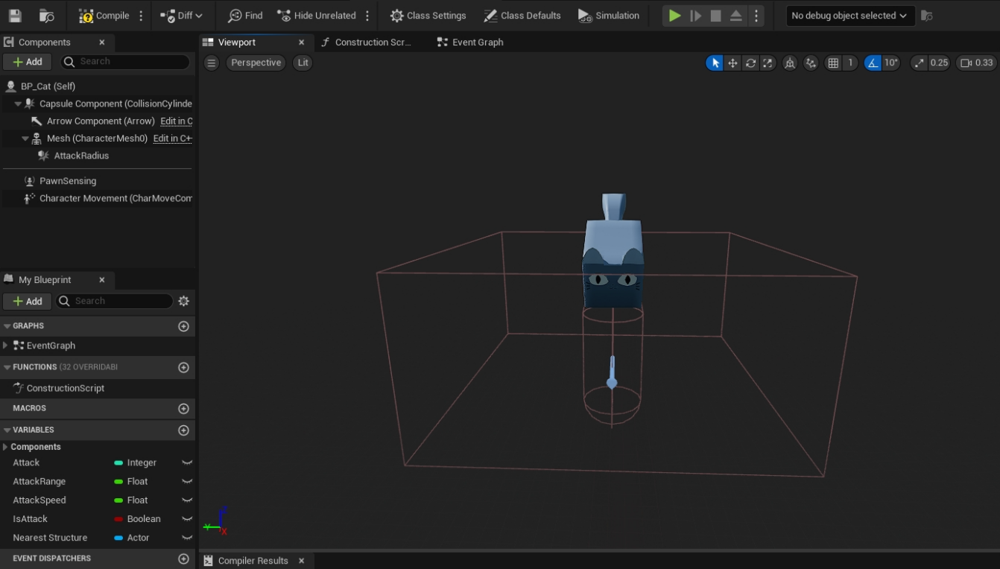 Compile Diff Find Hide Unrelated Class Settings Class Defaults Simulation No debug object selected
Components Viewport Construction Scr... Event Graph
Add Search Perspective Lit 1 10° 0.25 0.33
BP_Cat (Self)
Capsule Component (CollisionCylinde
Arrow Component (Arrow) Edit in C
Mesh (CharacterMesh0) Edit in C+
AttackRadius
PawnSensing
Character Movement (CharMoveCom
My Blueprint
Add Search
GRAPHS
EventGraph
FUNCTIONS (32 OVERRIDABI
ConstructionScript
MACROS
VARIABLES
Components
Attack Integer
AttackRange Float
AttackSpeed Float
IsAttack Boolean
Nearest Structure Actor
EVENT DISPATCHERS
Z
Y
X
Compiler Results